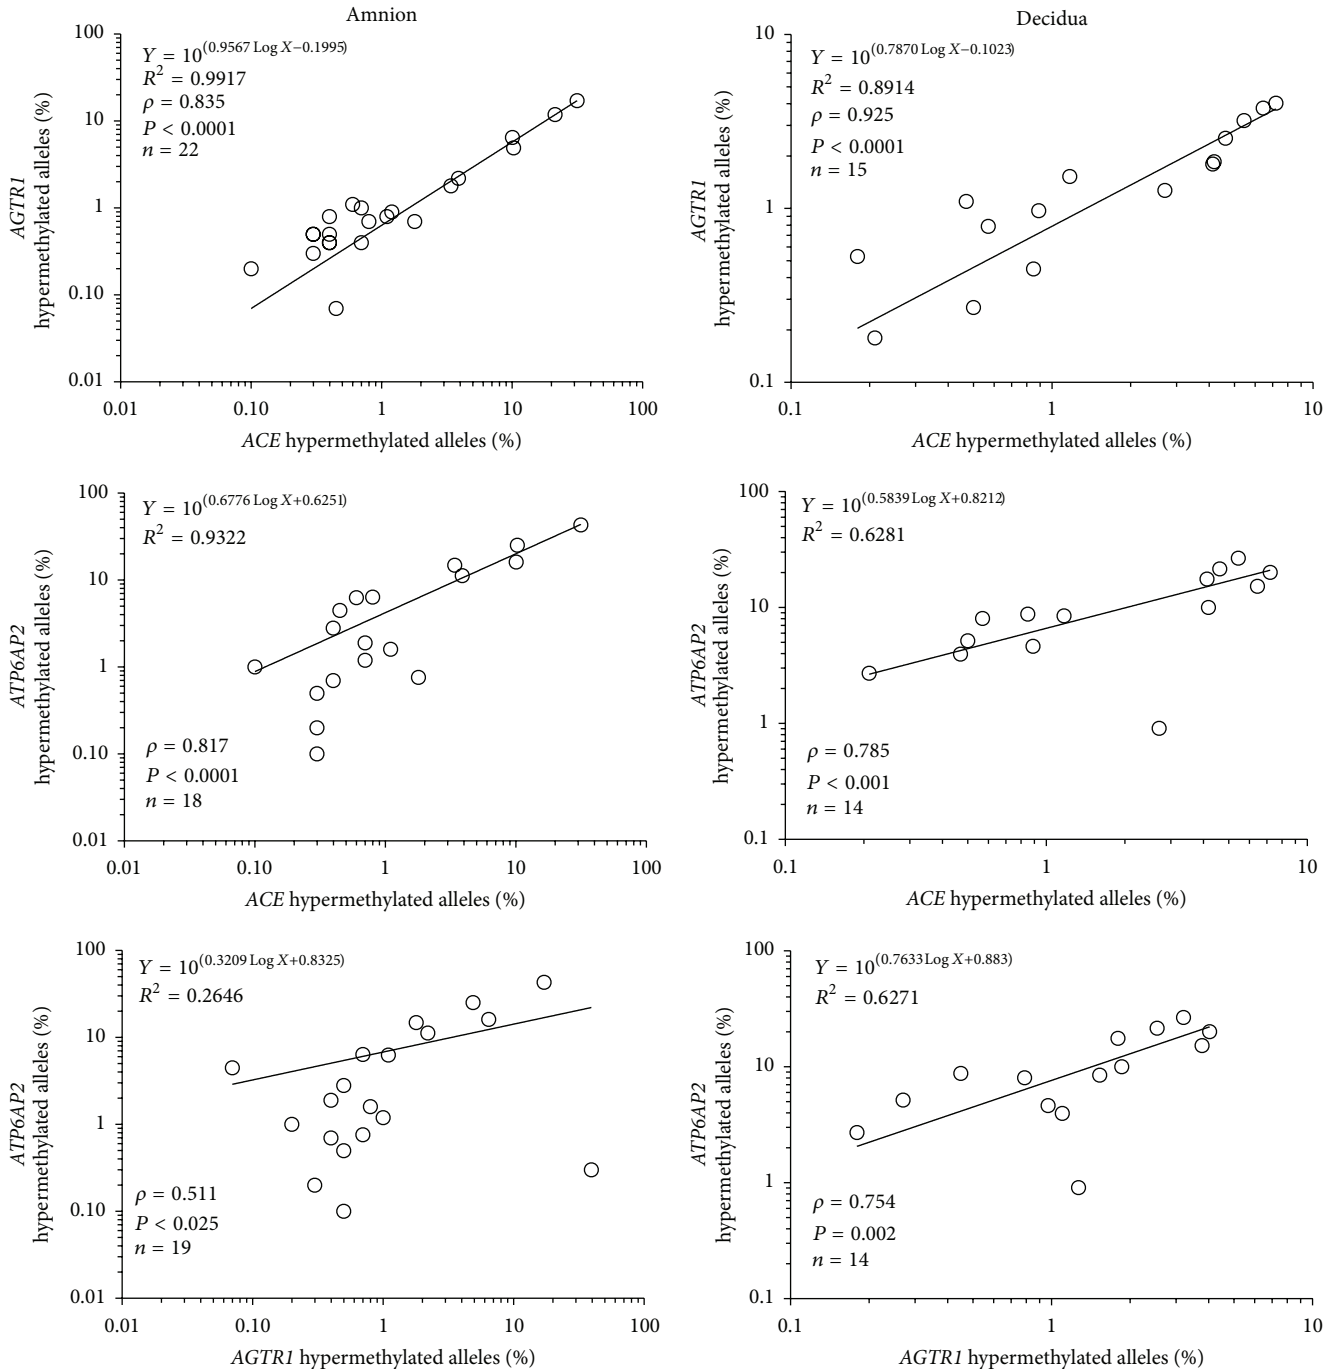 Amnion
100
10
1
0.10
0.01
AGTR1
hypermethylated alleles (%)
Y = 10^(0.9567 Log X−0.1995)
R² = 0.9917
ρ = 0.835
P < 0.0001
n = 22
0.01 0.10 1 10 100
ACE hypermethylated alleles (%)
Decidua
10
1
0.1
AGTR1
hypermethylated alleles (%)
Y = 10^(0.7870 Log X−0.1023)
R² = 0.8914
ρ = 0.925
P < 0.0001
n = 15
0.1 1 10
ACE hypermethylated alleles (%)
100
10
1
0.10
0.01
ATP6AP2
hypermethylated alleles (%)
Y = 10^(0.6776 Log X+0.6251)
R² = 0.9322
ρ = 0.817
P < 0.0001
n = 18
0.01 0.10 1 10 100
ACE hypermethylated alleles (%)
100
10
1
0.1
ATP6AP2
hypermethylated alleles (%)
Y = 10^(0.5839 Log X+0.8212)
R² = 0.6281
ρ = 0.785
P < 0.001
n = 14
0.1 1 10
ACE hypermethylated alleles (%)
100
10
1
0.10
0.01
ATP6AP2
hypermethylated alleles (%)
Y = 10^(0.3209 Log X+0.8325)
R² = 0.2646
ρ = 0.511
P < 0.025
n = 19
0.01 0.10 1 10 100
AGTR1 hypermethylated alleles (%)
100
10
1
0.1
ATP6AP2
hypermethylated alleles (%)
Y = 10^(0.7633 Log X+0.883)
R² = 0.6271
ρ = 0.754
P = 0.002
n = 14
0.1 1 10
AGTR1 hypermethylated alleles (%)